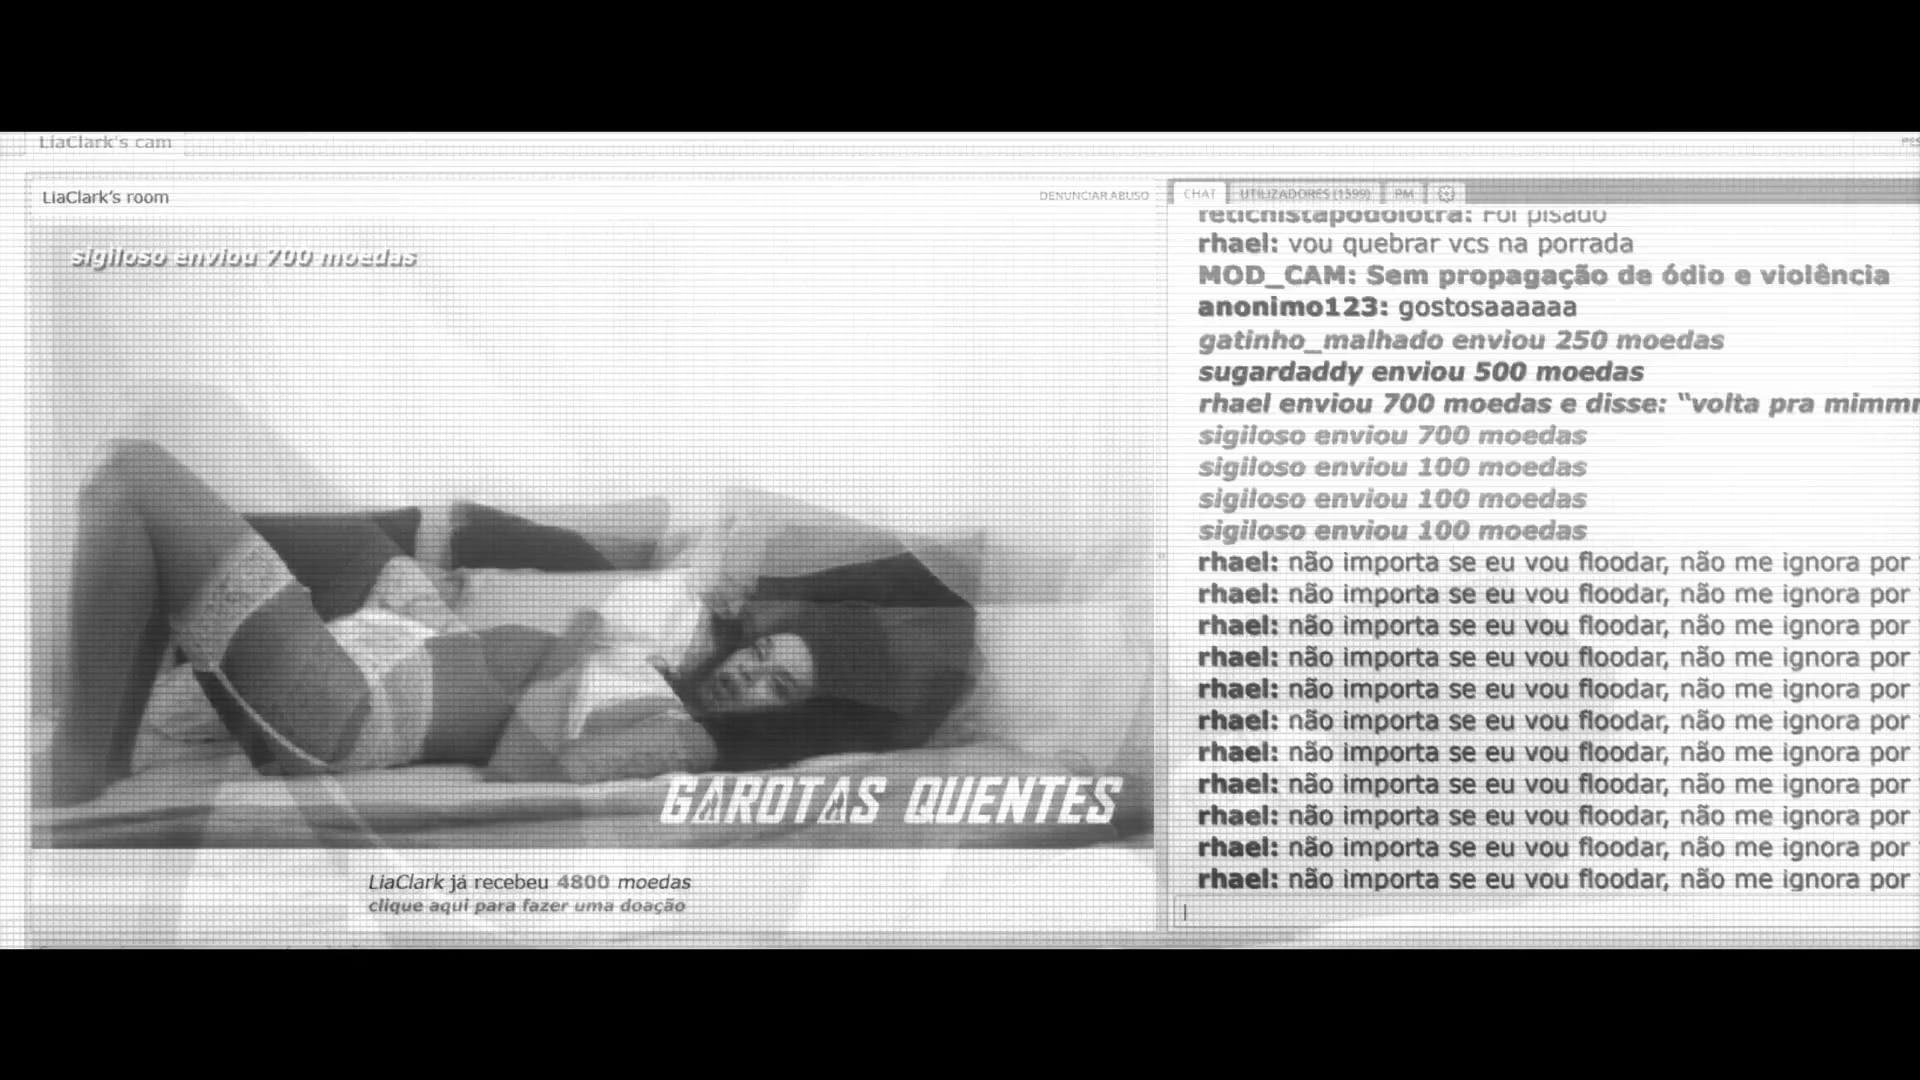 LiaClark's cam
LiaClark's room
DENUNCIAR ABUSO
sigiloso enviou 700 moedas
GAROTAS QUENTES
LiaClark já recebeu 4800 moedas
clique aqui para fazer uma doação
CHAT UTILIZADORES (1399) PM
Foi pisado
rhael: vou quebrar vcs na porrada
MOD_CAM: Sem propagação de ódio e violência
anonimo123: gostosaaaaaa
gatinho_malhado enviou 250 moedas
sugardaddy enviou 500 moedas
rhael enviou 700 moedas e disse: “volta pra mimm
sigiloso enviou 700 moedas
sigiloso enviou 100 moedas
sigiloso enviou 100 moedas
sigiloso enviou 100 moedas
rhael: não importa se eu vou floodar, não me ignora por
rhael: não importa se eu vou floodar, não me ignora por
rhael: não importa se eu vou floodar, não me ignora por
rhael: não importa se eu vou floodar, não me ignora por
rhael: não importa se eu vou floodar, não me ignora por
rhael: não importa se eu vou floodar, não me ignora por
rhael: não importa se eu vou floodar, não me ignora por
rhael: não importa se eu vou floodar, não me ignora por
rhael: não importa se eu vou floodar, não me ignora por
rhael: não importa se eu vou floodar, não me ignora por
rhael: não importa se eu vou floodar, não me ignora por